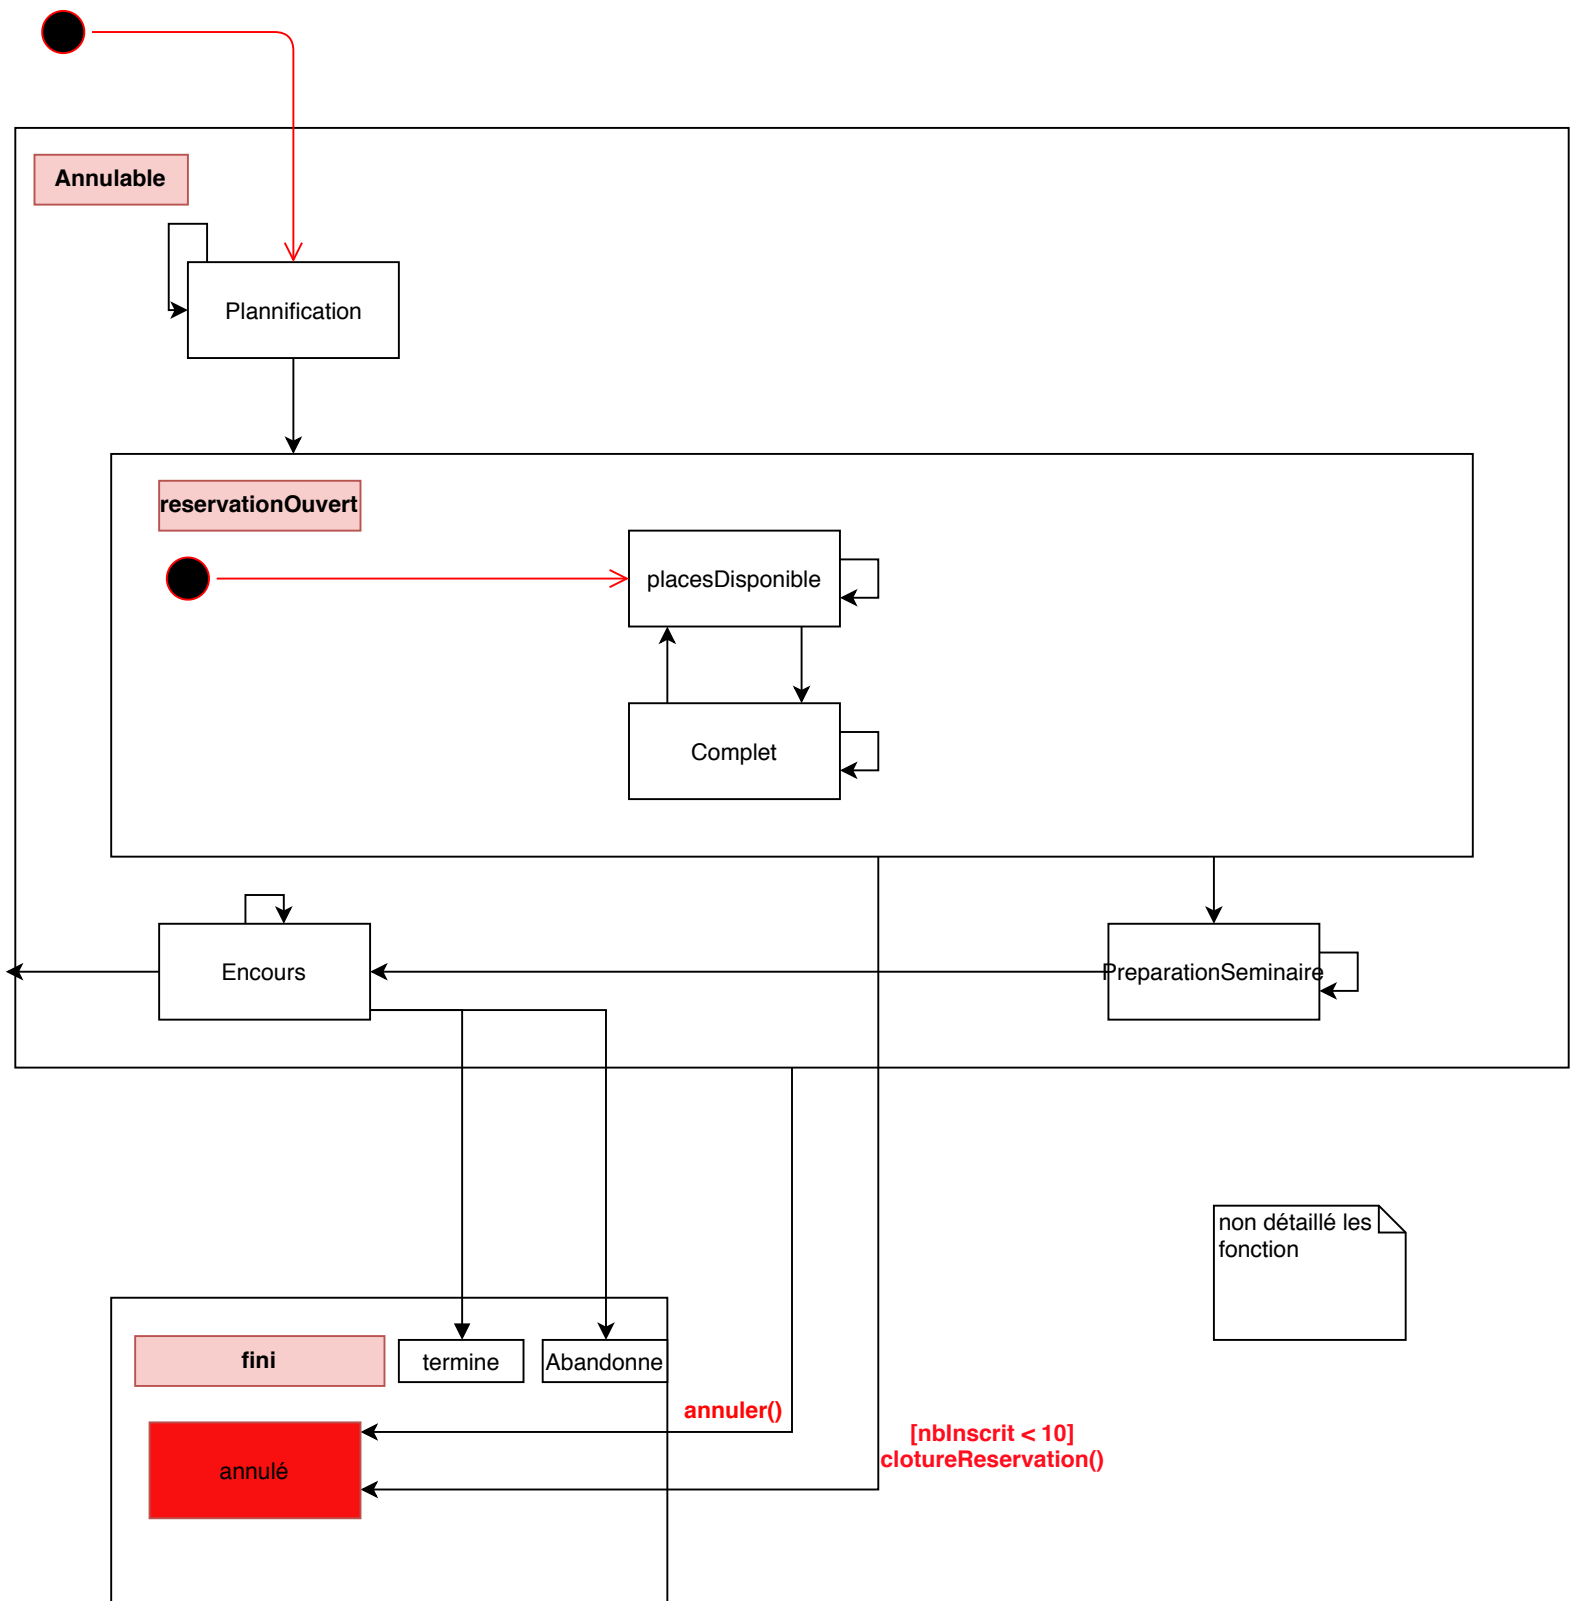 Annulable
Plannification
reservationOuvert
placesDisponible
Complet
Encours
PreparationSeminaire
non détaillé les
fonction
fini
termine
Abandonne
annuler()
[nbInscrit < 10]
clotureReservation()
annulé